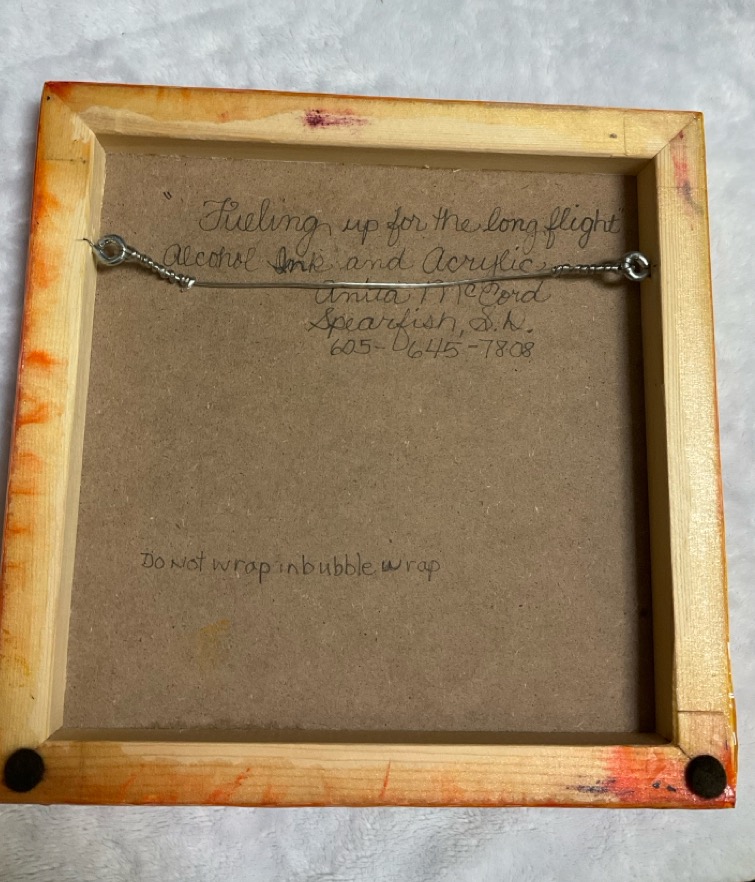 "Fueling up for the long flight"
Alcohol Ink and Acrylic
Anita McCord
Spearfish, S.D.
605-645-7808
Do Not wrap in bubble wrap